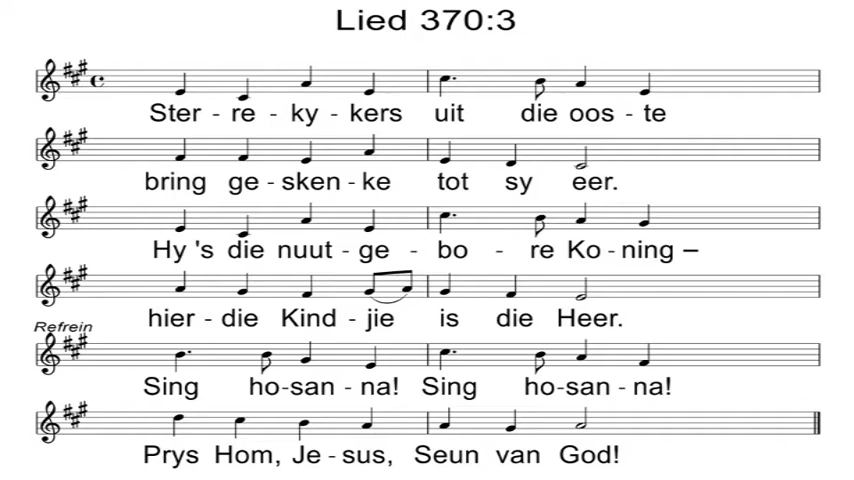 Lied 370:3
Ster - re - ky - kers uit die oos - te
bring ge - sken - ke tot sy eer.
Hy 's die nuut - ge - bo - re Ko - ning –
hier - die Kind - jie is die Heer.
Refrein
Sing ho-san - na! Sing ho-san - na!
Prys Hom, Je - sus, Seun van God!